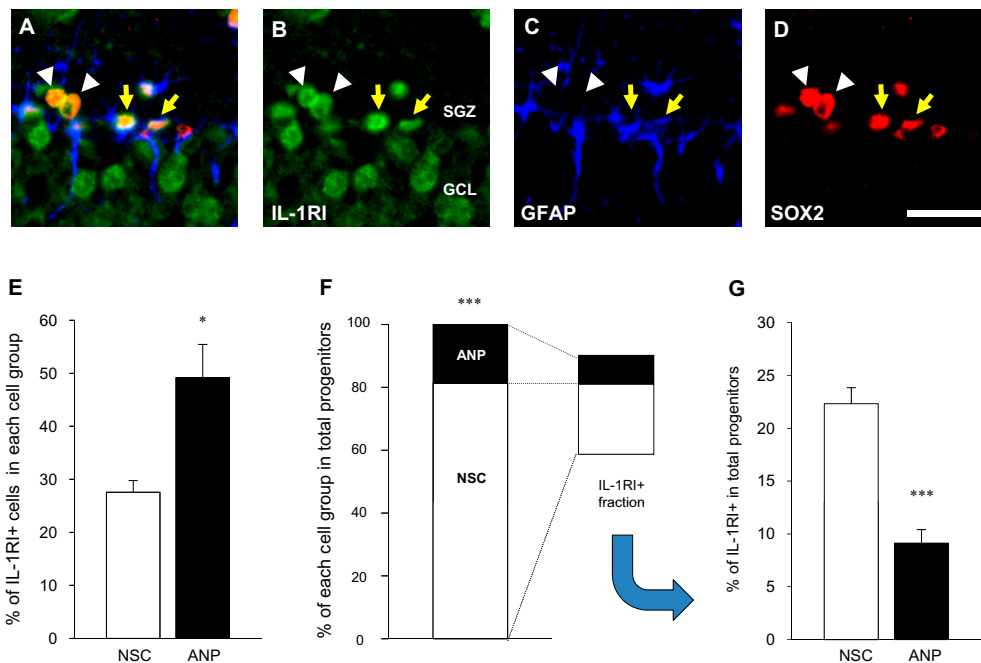 A
B
C
D
SGZ
GCL
IL-1RI
GFAP
SOX2
E
% of IL-1RI+ cells in each cell group
60
50
40
30
20
10
0
*
NSC
ANP
F
% of each cell group in total progenitors
100
80
60
40
20
0
***
ANP
NSC
IL-1RI+
fraction
G
% of IL-1RI+ in total progenitors
30
25
20
15
10
5
0
***
NSC
ANP